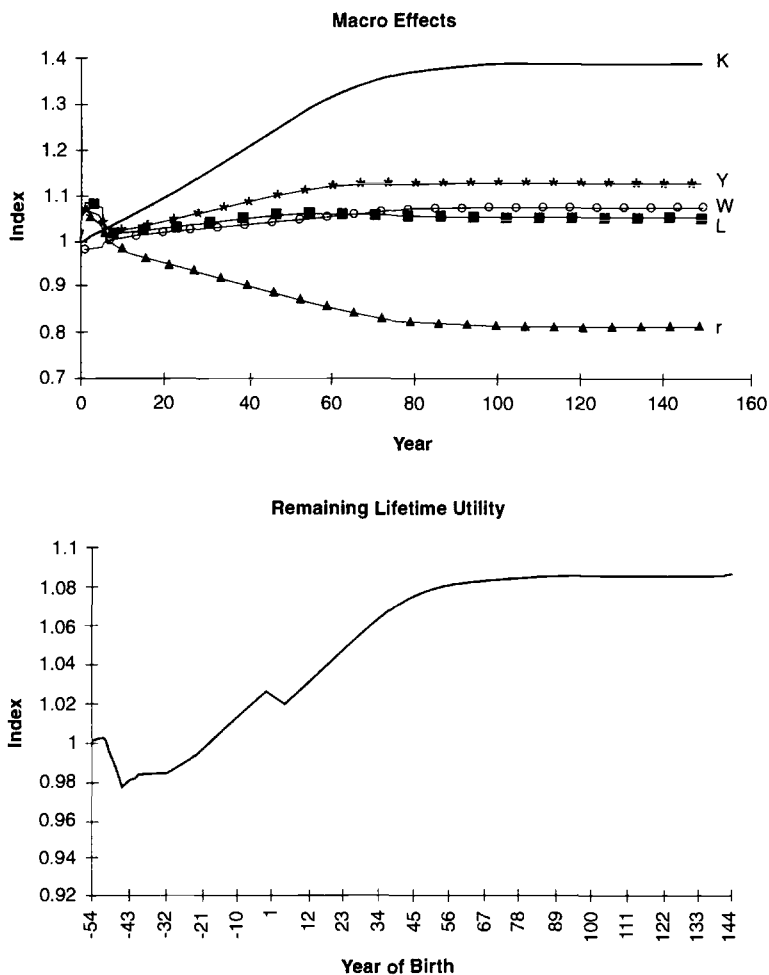 Macro Effects
1.4
1.3
1.2
1.1
1
0.9
0.8
0.7
Index
K
Y
W
L
r
0 20 40 60 80 100 120 140 160
Year
Remaining Lifetime Utility
1.1
1.08
1.06
1.04
1.02
1
0.98
0.96
0.94
0.92
Index
-54 -43 -32 -21 -10 1 12 23 34 45 56 67 78 89 100 111 122 133 144
Year of Birth